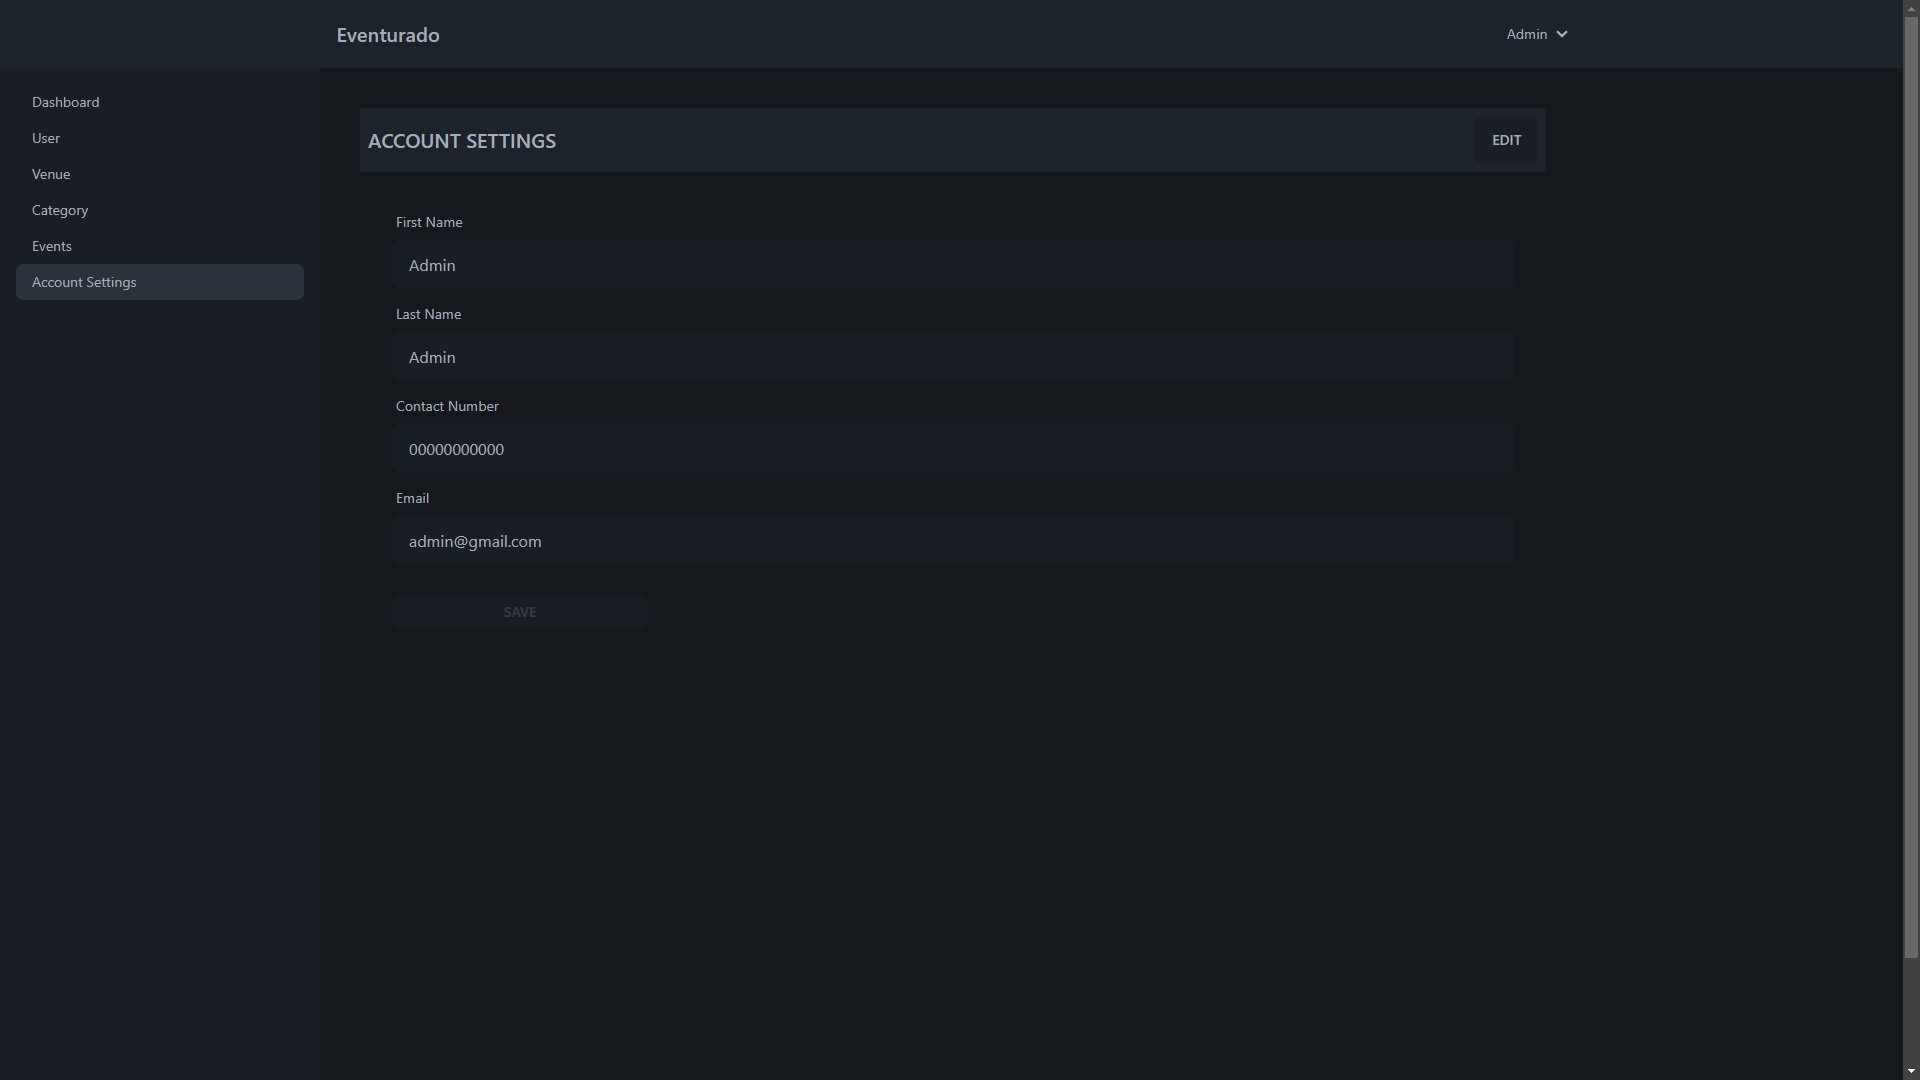 Eventurado
Admin
Dashboard
User
Venue
Category
Events
Account Settings
ACCOUNT SETTINGS
EDIT
First Name
Admin
Last Name
Admin
Contact Number
00000000000
Email
admin@gmail.com
SAVE